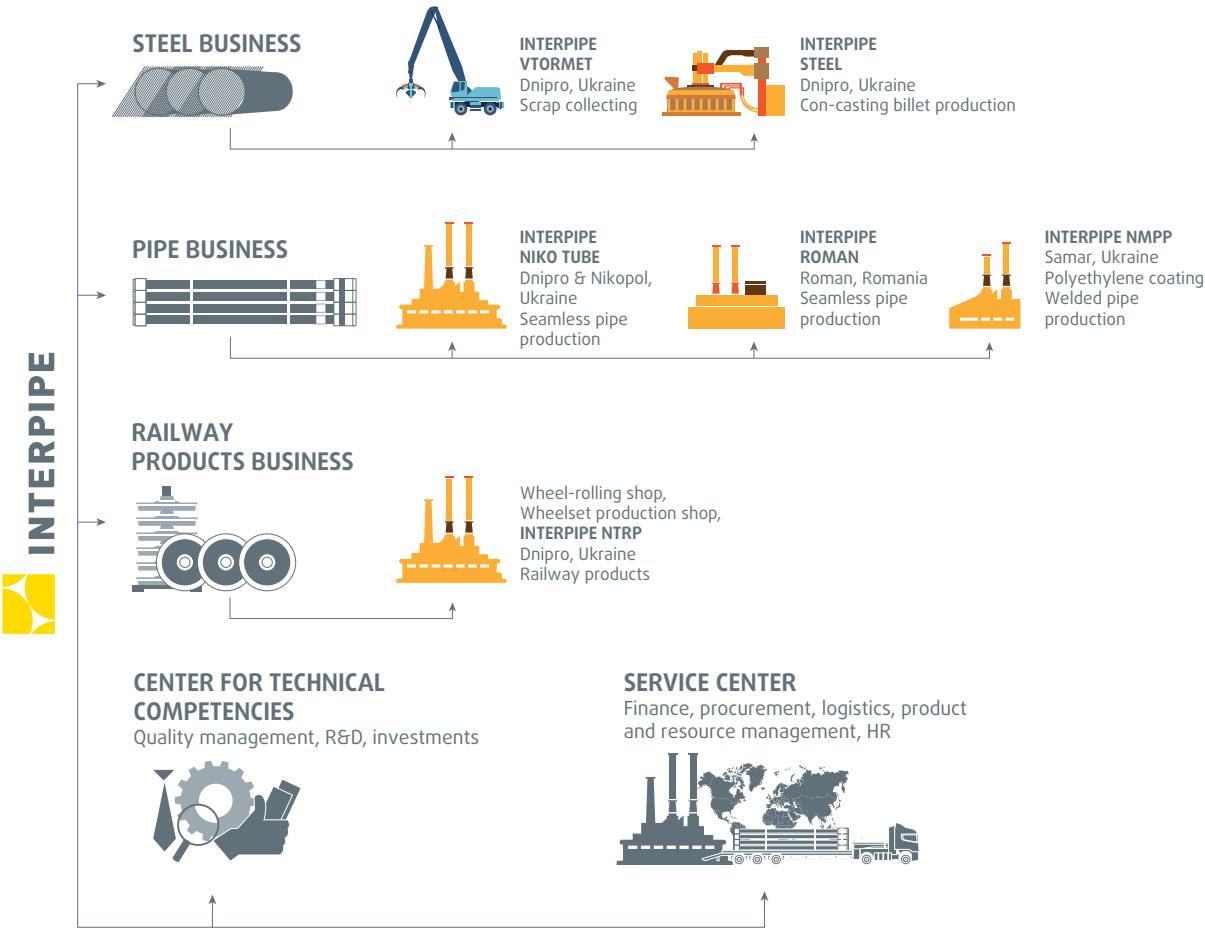 INTERPIPE
STEEL BUSINESS
INTERPIPE
VTORMET
Dnipro, Ukraine
Scrap collecting
INTERPIPE
STEEL
Dnipro, Ukraine
Con-casting billet production
PIPE BUSINESS
INTERPIPE
NIKO TUBE
Dnipro & Nikopol,
Ukraine
Seamless pipe
production
INTERPIPE
ROMAN
Roman, Romania
Seamless pipe
production
INTERPIPE NMPP
Samar, Ukraine
Polyethylene coating
Welded pipe
production
RAILWAY
PRODUCTS BUSINESS
Wheel-rolling shop,
Wheelset production shop,
INTERPIPE NTRP
Dnipro, Ukraine
Railway products
CENTER FOR TECHNICAL
COMPETENCIES
Quality management, R&D, investments
SERVICE CENTER
Finance, procurement, logistics, product
and resource management, HR